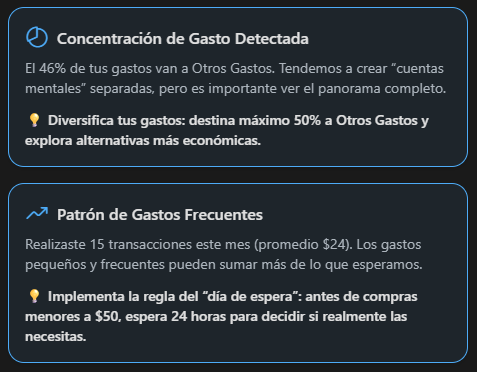 Concentración de Gasto Detectada
El 46% de tus gastos van a Otros Gastos. Tendemos a crear “cuentas
mentales” separadas, pero es importante ver el panorama completo.
💡 Diversifica tus gastos: destina máximo 50% a Otros Gastos y
explora alternativas más económicas.
Patrón de Gastos Frecuentes
Realizaste 15 transacciones este mes (promedio $24). Los gastos
pequeños y frecuentes pueden sumar más de lo que esperamos.
💡 Implementa la regla del “día de espera”: antes de compras
menores a $50, espera 24 horas para decidir si realmente las
necesitas.